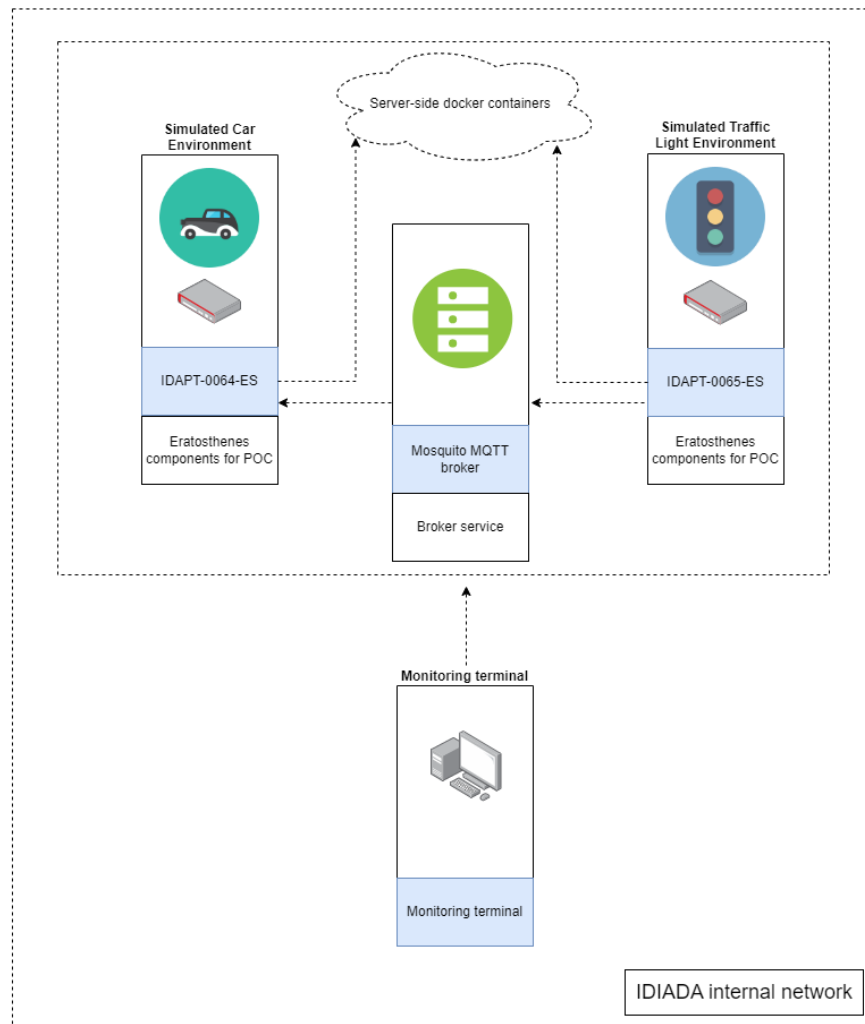 Server-side docker containers
Simulated Car
Environment
Simulated Traffic
Light Environment
IDAPT-0064-ES
Eratosthenes
components for POC
Mosquito MQTT
broker
Broker service
IDAPT-0065-ES
Eratosthenes
components for POC
Monitoring terminal
Monitoring terminal
IDIADA internal network